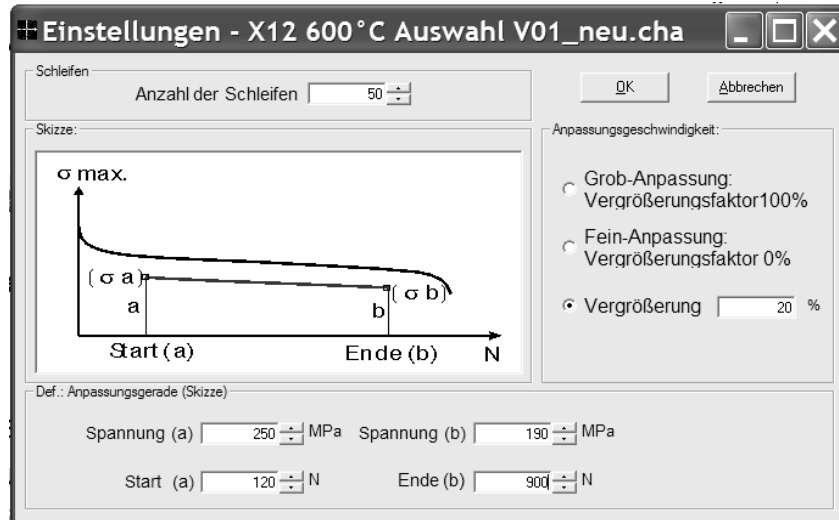 Einstellungen - X12 600°C Auswahl V01_neu.cha
Schleifen
Anzahl der Schleifen 50
OK
Abbrechen
Skizze:
σ max.
(σ a)
a
(σ b)
b
Start (a)
Ende (b)
N
Anpassungsgeschwindigkeit:
Grob-Anpassung:
Vergrößerungsfaktor100%
Fein-Anpassung:
Vergrößerungsfaktor 0%
Vergrößerung 20 %
Def.: Anpassungsgerade (Skizze)
Spannung (a) 250 MPa Spannung (b) 190 MPa
Start (a) 120 N Ende (b) 900 N